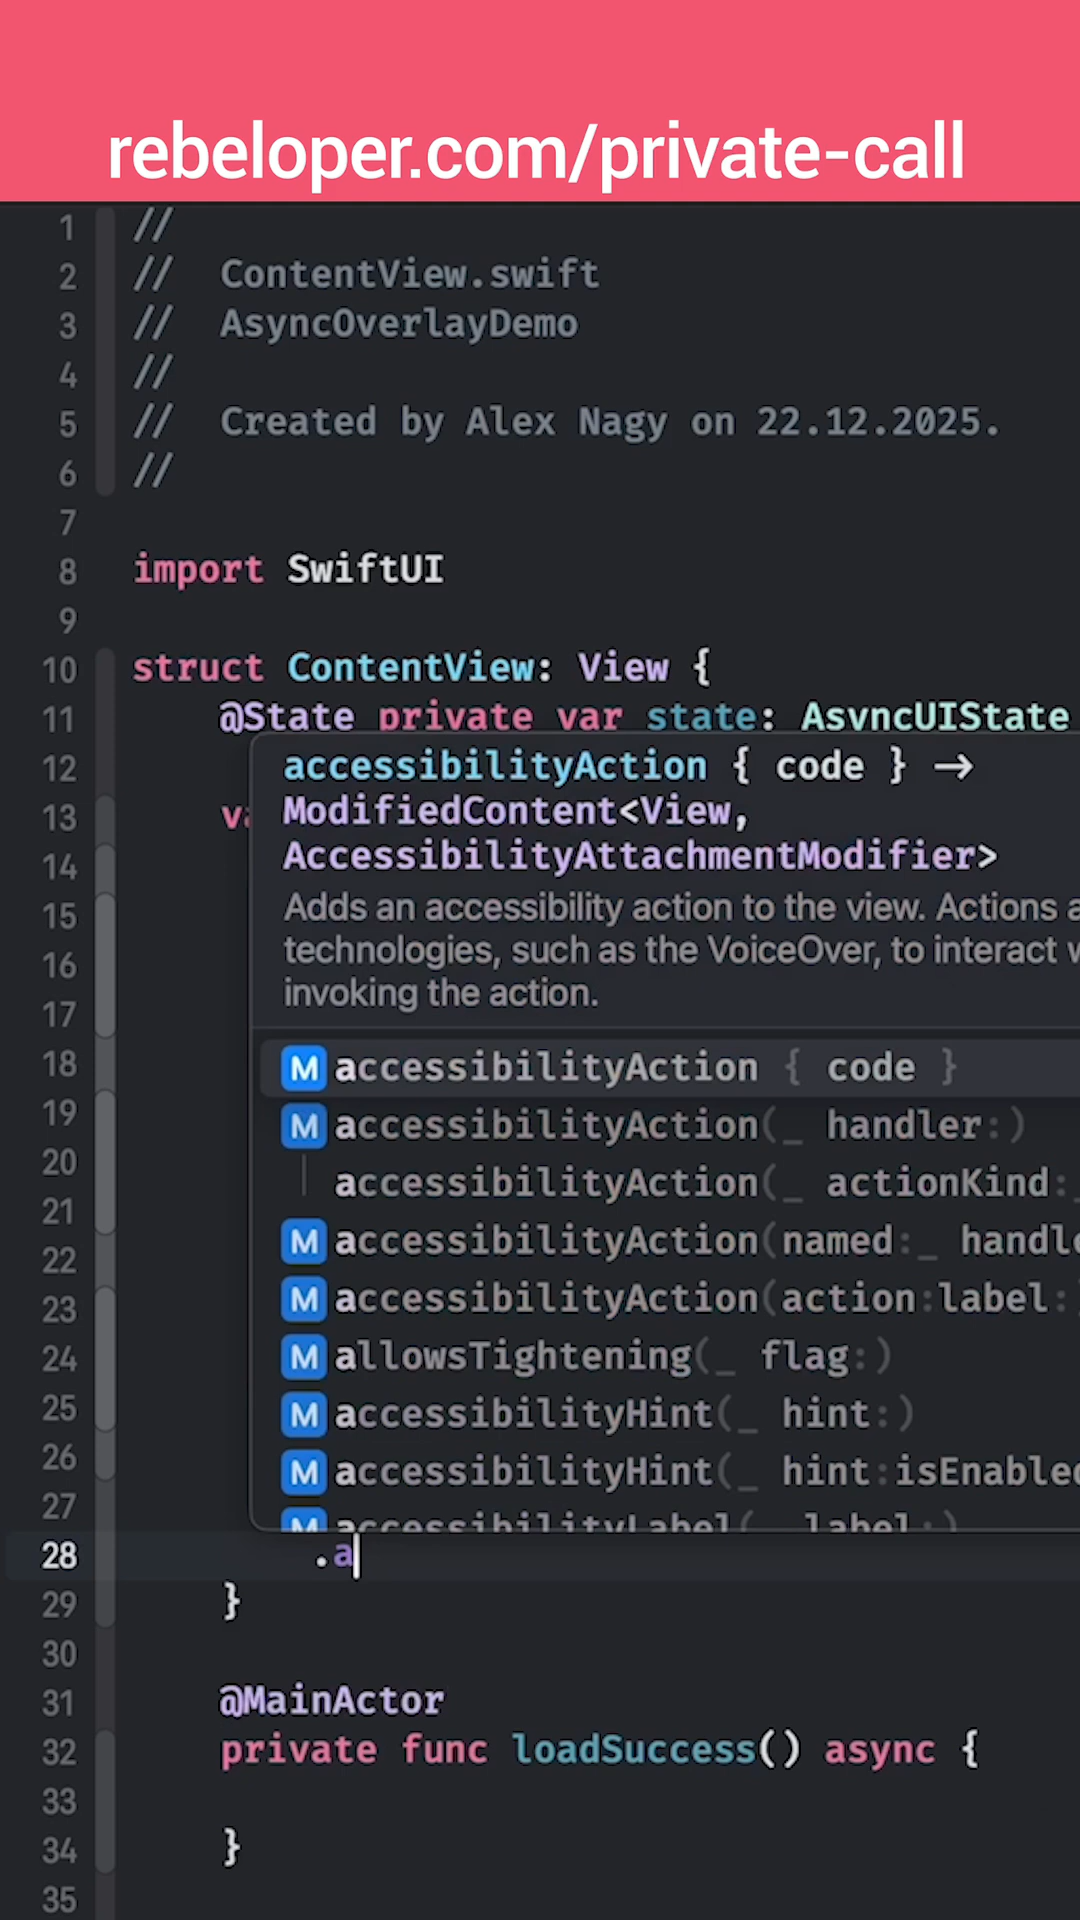 rebeloper.com/private-call
1 //
2 // ContentView.swift
3 // AsyncOverlayDemo
4 //
5 // Created by Alex Nagy on 22.12.2025.
6 //
7
8 import SwiftUI
9
10 struct ContentView: View {
11 @State private var state: AsyncUIState
12
13
14
15
16
17
18
19
20
21
22
23
24
25
26
27
accessibilityAction { code } →
ModifiedContent<View,
AccessibilityAttachmentModifier>
Adds an accessibility action to the view. Actions
technologies, such as the VoiceOver, to interact
invoking the action.
M accessibilityAction { code }
M accessibilityAction(_ handler:)
accessibilityAction(_ actionKind:
M accessibilityAction(named:_
M accessibilityAction(action:label:
M allowsTightening(_ flag:)
M accessibilityHint(_ hint:)
M accessibilityHint(_ hint:isEnabled
M accessibilityLabel(_ label:)
28 .a
29 }
30
31 @MainActor
32 private func loadSuccess() async {
33
34 }
35